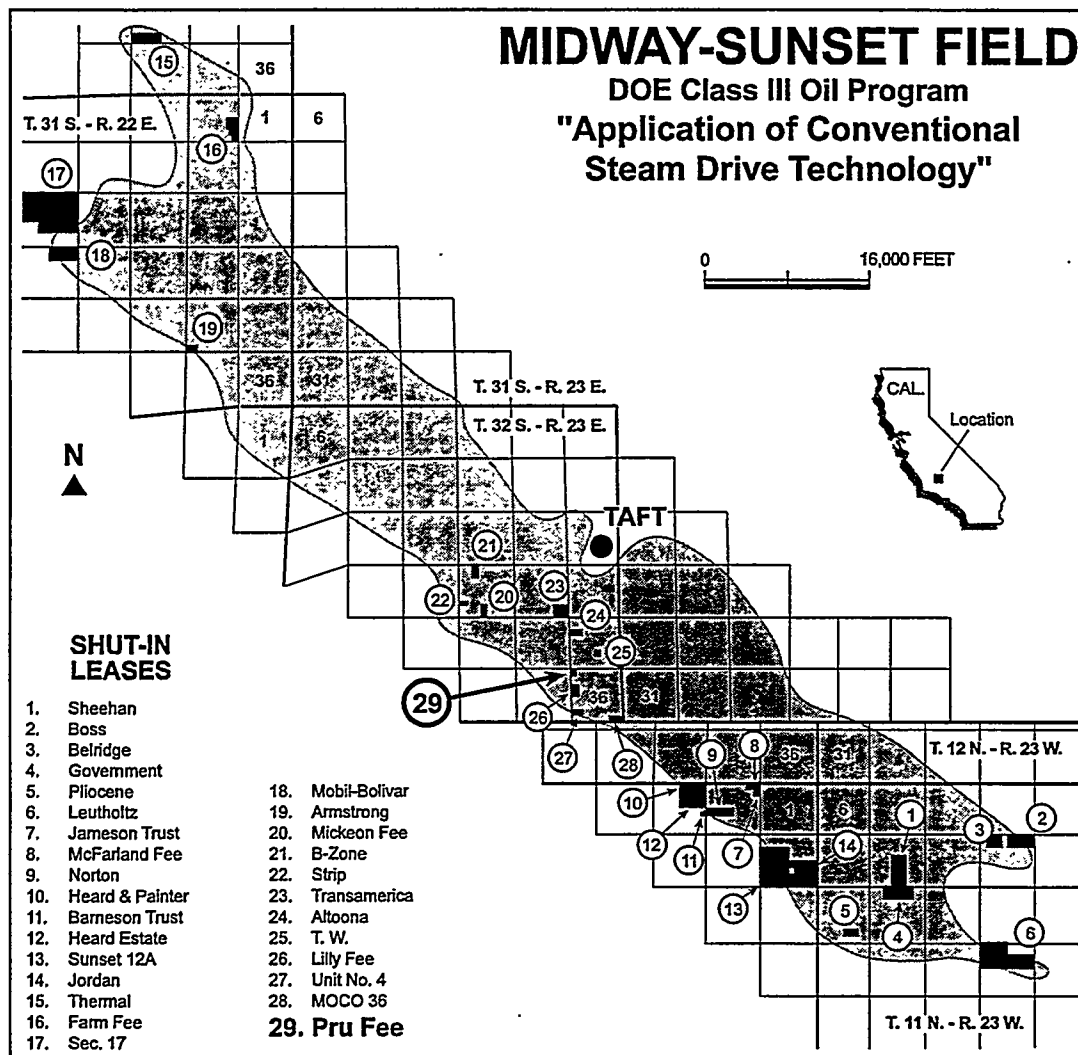 MIDWAY-SUNSET FIELD
DOE Class III Oil Program
"Application of Conventional
Steam Drive Technology"
0 16,000 FEET
15
36
T. 31 S. - R. 22 E.
1
6
16
17
18
19
36
31
6
T. 31 S. - R. 23 E.
T. 32 S. - R. 23 E.
CAL.
Location
N
TAFT
21
22
20
23
24
25
29
36
31
26
27
28
9
8
36
31
T. 12 N. - R. 23 W.
10
1
6
1
2
3
12
11
7
14
13
5
4
6
T. 11 N. - R. 23 W.
SHUT-IN
LEASES
1. Sheehan
2. Boss
3. Belridge
4. Government
5. Pliocene
6. Leutholtz
7. Jameson Trust
8. McFarland Fee
9. Norton
10. Heard & Painter
11. Barneson Trust
12. Heard Estate
13. Sunset 12A
14. Jordan
15. Thermal
16. Farm Fee
17. Sec. 17
18. Mobil-Bolivar
19. Armstrong
20. Mickeon Fee
21. B-Zone
22. Strip
23. Transamerica
24. Altoona
25. T. W.
26. Lilly Fee
27. Unit No. 4
28. MOCO 36
29. Pru Fee